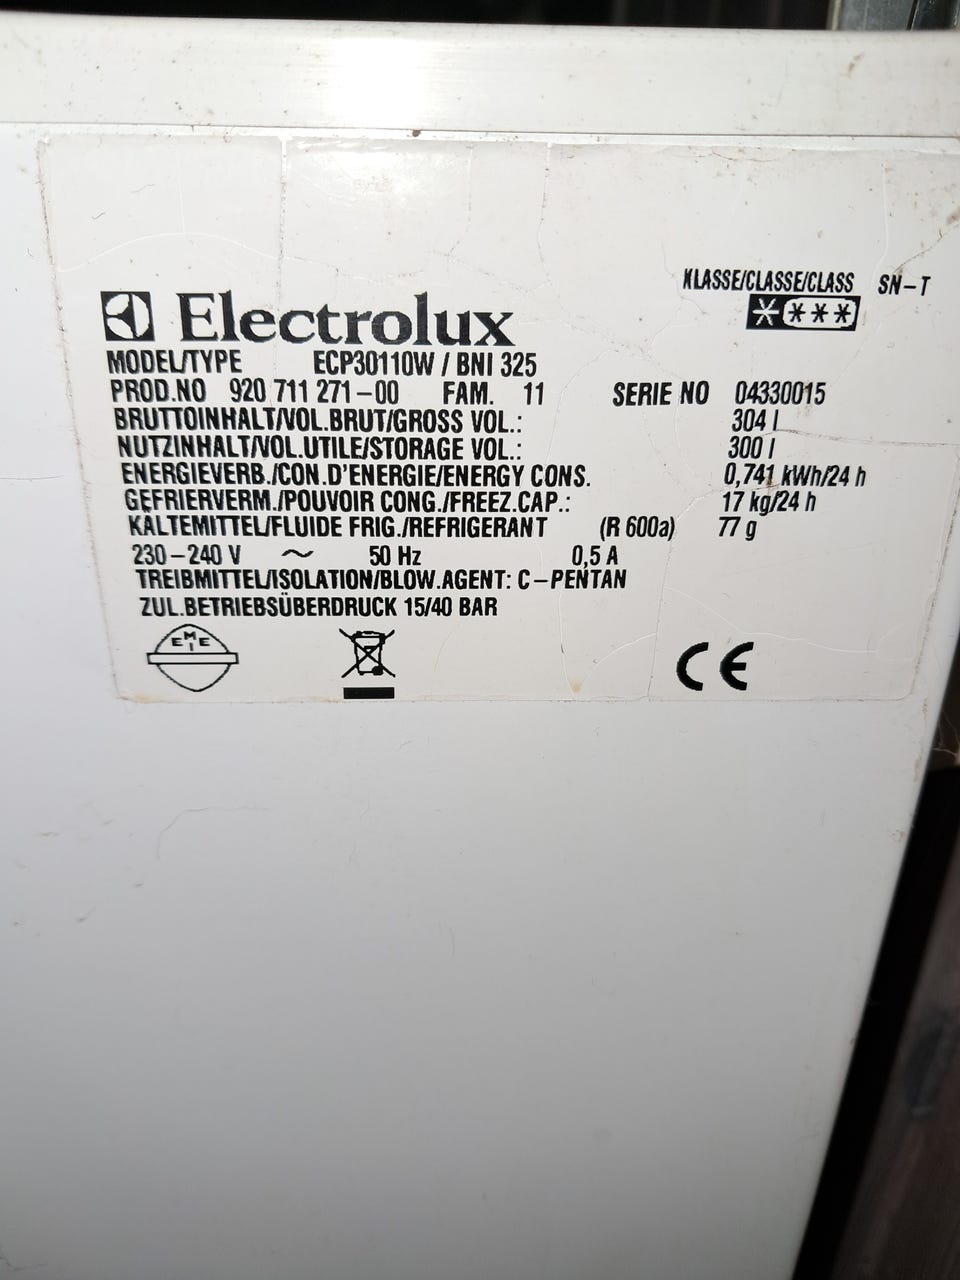 KLASSE/CLASSE/CLASS SN-T
Electrolux
MODEL/TYPE ECP30110W / BNI 325
PROD.NO 920 711 271-00 FAM. 11 SERIE NO 04330015
BRUTTOINHALT/VOL.BRUT/GROSS VOL.: 304 l
NUTZINHALT/VOL.UTILE/STORAGE VOL.: 300 l
ENERGIEVERB./CON.D'ENERGIE/ENERGY CONS. 0,741 kWh/24 h
GEFRIERVERM./POUVOIR CONG./FREEZ.CAP.: 17 kg/24 h
KÄLTEMITTEL/FLUIDE FRIG./REFRIGERANT (R 600a) 77 g
230-240 V ~ 50 Hz 0,5 A
TREIBMITTEL/ISOLATION/BLOW.AGENT: C-PENTAN
ZUL.BETRIEBSÜBERDRUCK 15/40 BAR
EMEI
CE